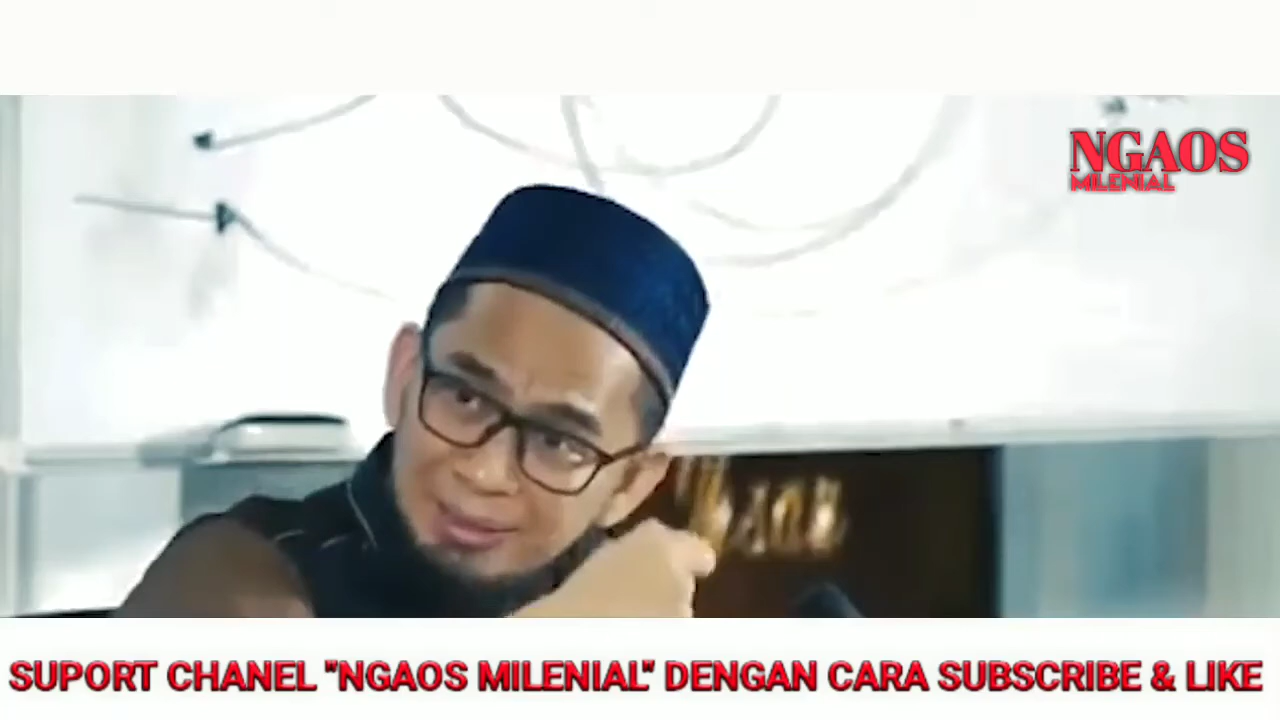 NGAOS
MILENIAL
SUPORT CHANEL "NGAOS MILENIAL" DENGAN CARA SUBSCRIBE & LIKE